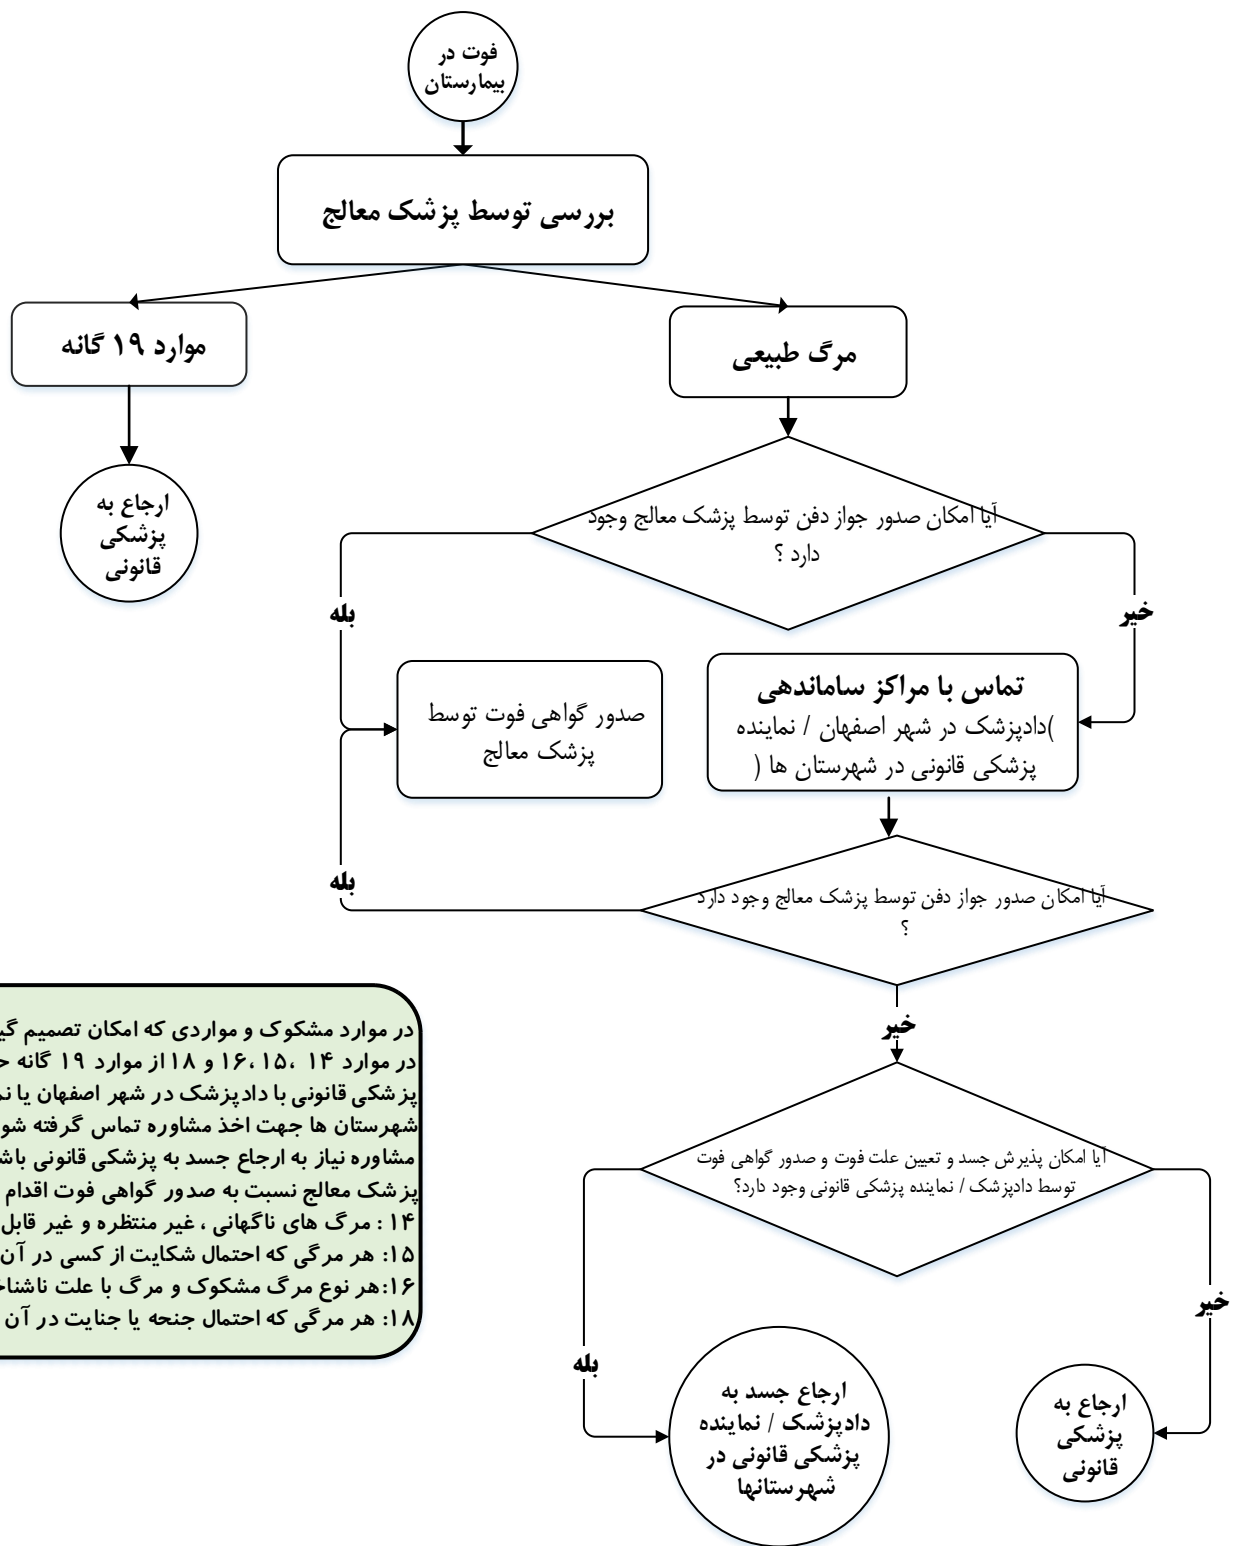 فوت در
بیمارستان
بررسی توسط پزشک معالج
موارد ۱۹ گانه
مرگ طبیعی
ارجاع به
پزشکی
قانونی
آیا امکان صدور جواز دفن توسط پزشک معالج وجود
دارد ؟
بله
خیر
صدور گواهی فوت توسط
پزشک معالج
تماس با مراکز ساماندهی
)دادپزشک در شهر اصفهان / نماینده
پزشکی قانونی در شهرستان ها (
بله
آیا امکان صدور جواز دفن توسط پزشک معالج وجود دارد
؟
خیر
در موارد مشکوک و مواردی که امکان تصمیم
در موارد ۱۴ ،۱۵ ،۱۶ و ۱۸ از موارد ۱۹ گانه
پزشکی قانونی با دادپزشک در شهر اصفهان یا
شهرستان ها جهت اخذ مشاوره تماس گرفته
مشاوره نیاز به ارجاع جسد به پزشکی قانونی
پزشک معالج نسبت به صدور گواهی فوت اقدام
۱۴ : مرگ های ناگهانی ، غیر منتظره و غیر قابل
۱۵: هر مرگی که احتمال شکایت از کسی در آن
۱۶:هر نوع مرگ مشکوک و مرگ با علت
۱۸: هر مرگی که احتمال جنحه یا جنایت در آن
آیا امکان پذیرش جسد و تعیین علت فوت و صدور گواهی فوت
توسط دادپزشک / نماینده پزشکی قانونی وجود دارد؟
بله
خیر
ارجاع جسد به
دادپزشک / نماینده
پزشکی قانونی در
شهرستانها
ارجاع به
پزشکی
قانونی